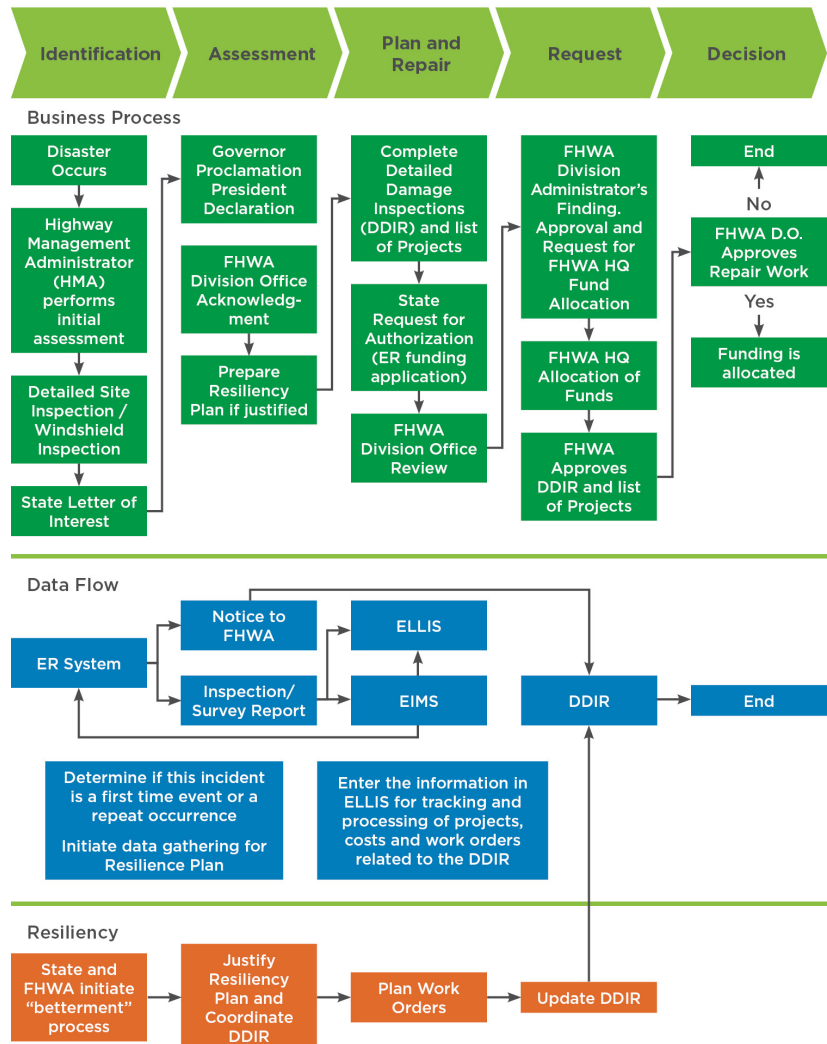 Identification
Assessment
Plan and
Repair
Request
Decision
Business Process
Disaster
Occurs
Highway
Management
Administrator
(HMA)
performs
initial
assessment
Detailed Site
Inspection /
Windshield
Inspection
State Letter of
Interest
Governor
Proclamation
President
Declaration
FHWA
Division Office
Acknowledg-
ment
Prepare
Resiliency
Plan if justified
Complete
Detailed
Damage
Inspections
(DDIR) and list
of Projects
State
Request for
Authorization
(ER funding
application)
FHWA
Division Office
Review
FHWA
Division
Administrator’s
Finding.
Approval and
Request for
FHWA HQ
Fund
Allocation
FHWA HQ
Allocation of
Funds
FHWA
Approves
DDIR and list
of Projects
End
No
FHWA D.O.
Approves
Repair Work
Yes
Funding is
allocated
Data Flow
ER System
Notice to
FHWA
Inspection/
Survey Report
ELLIS
EIMS
DDIR
End
Determine if this incident
is a first time event or a
repeat occurrence
Initiate data gathering for
Resilience Plan
Enter the information in
ELLIS for tracking and
processing of projects,
costs and work orders
related to the DDIR
Resiliency
State and
FHWA initiate
“betterment”
process
Justify
Resiliency
Plan and
Coordinate
DDIR
Plan Work
Orders
Update DDIR